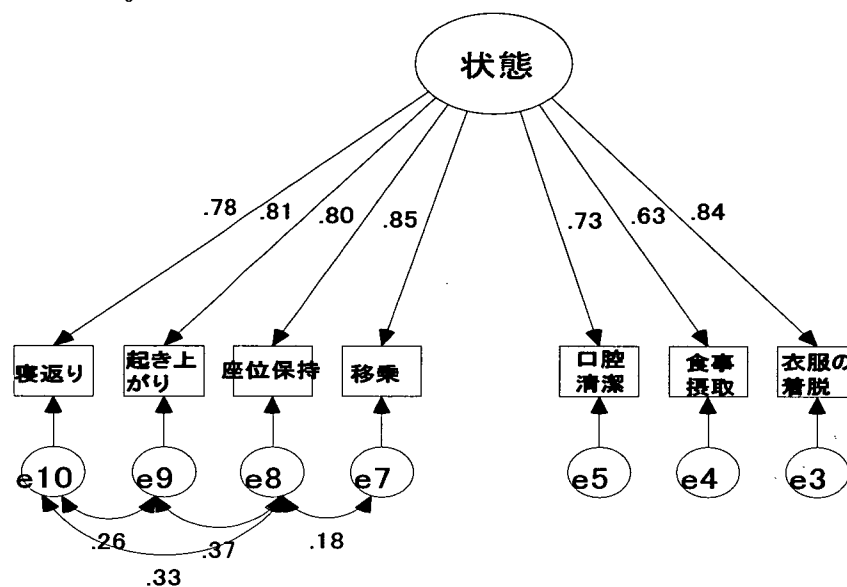 状態
.78
.81
.80
.85
.73
.63
.84
寝返り
起き上
がり
座位保持
移乗
口腔
清潔
食事
摂取
衣服の
着脱
e10
e9
e8
e7
e5
e4
e3
.26
.37
.18
.33